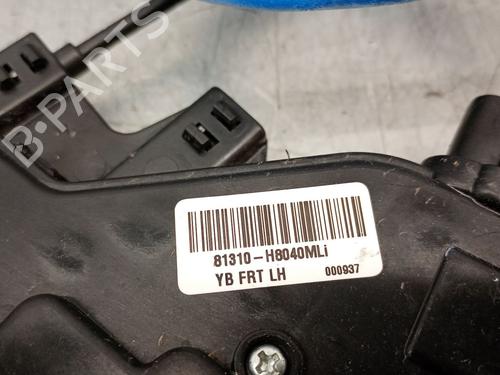 B-PARTS
81310-H8040MLi
YB FRT LH
000937